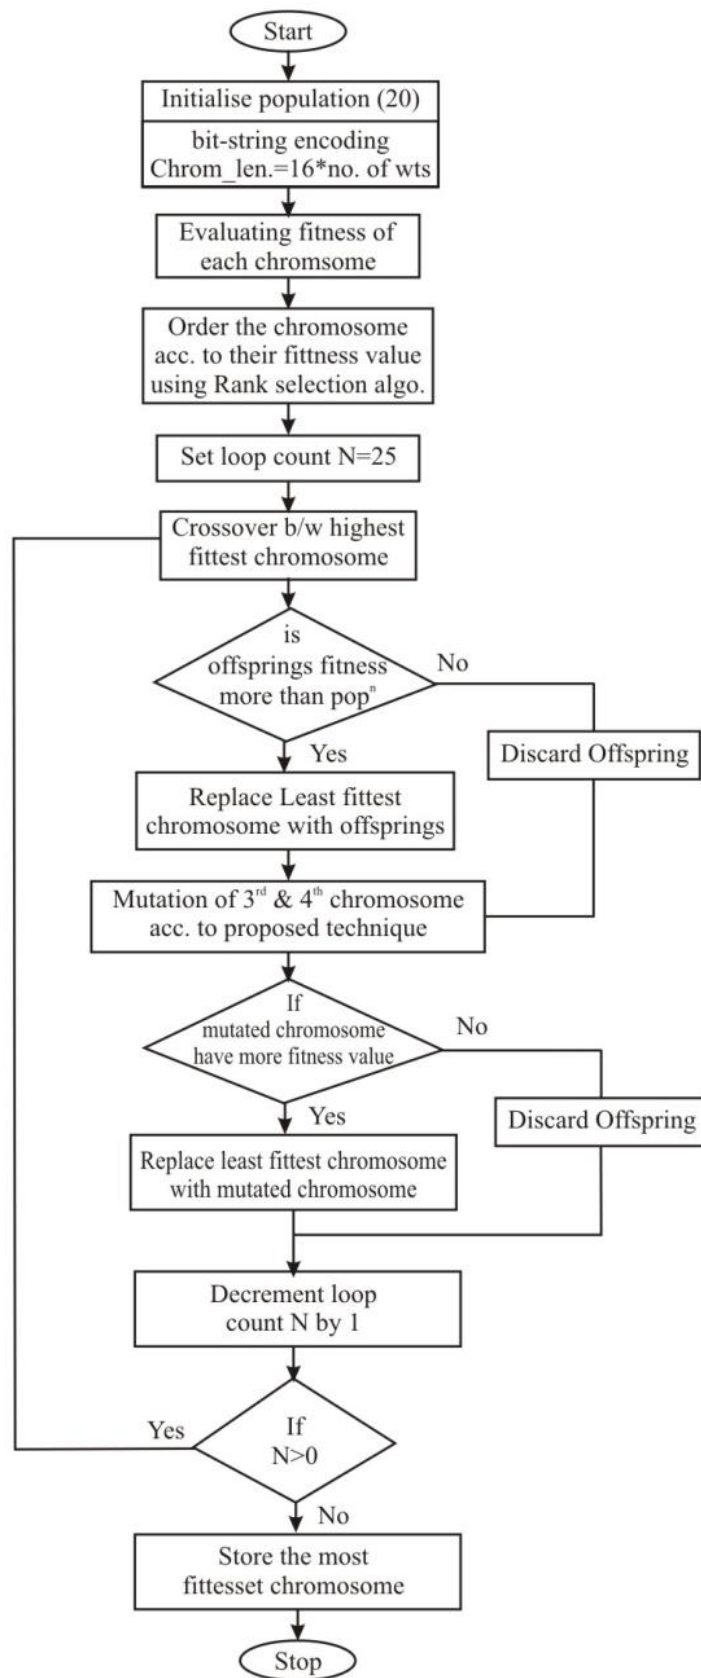 Start
Initialise population (20)
bit-string encoding
Chrom_len.=16*no. of wts
Evaluating fitness of
each chromsome
Order the chromosome
acc. to their fittness value
using Rank selection algo.
Set loop count N=25
Crossover b/w highest
fittest chromosome
is
offsprings fitness
more than popⁿ
No
Yes
Discard Offspring
Replace Least fittest
chromosome with offsprings
Mutation of 3ʳᵈ & 4ᵗʰ chromosome
acc. to proposed technique
If
mutated chromosome
have more fitness value
No
Yes
Discard Offspring
Replace least fittest chromosome
with mutated chromosome
Decrement loop
count N by 1
Yes
If
N>0
No
Store the most
fittesset chromosome
Stop